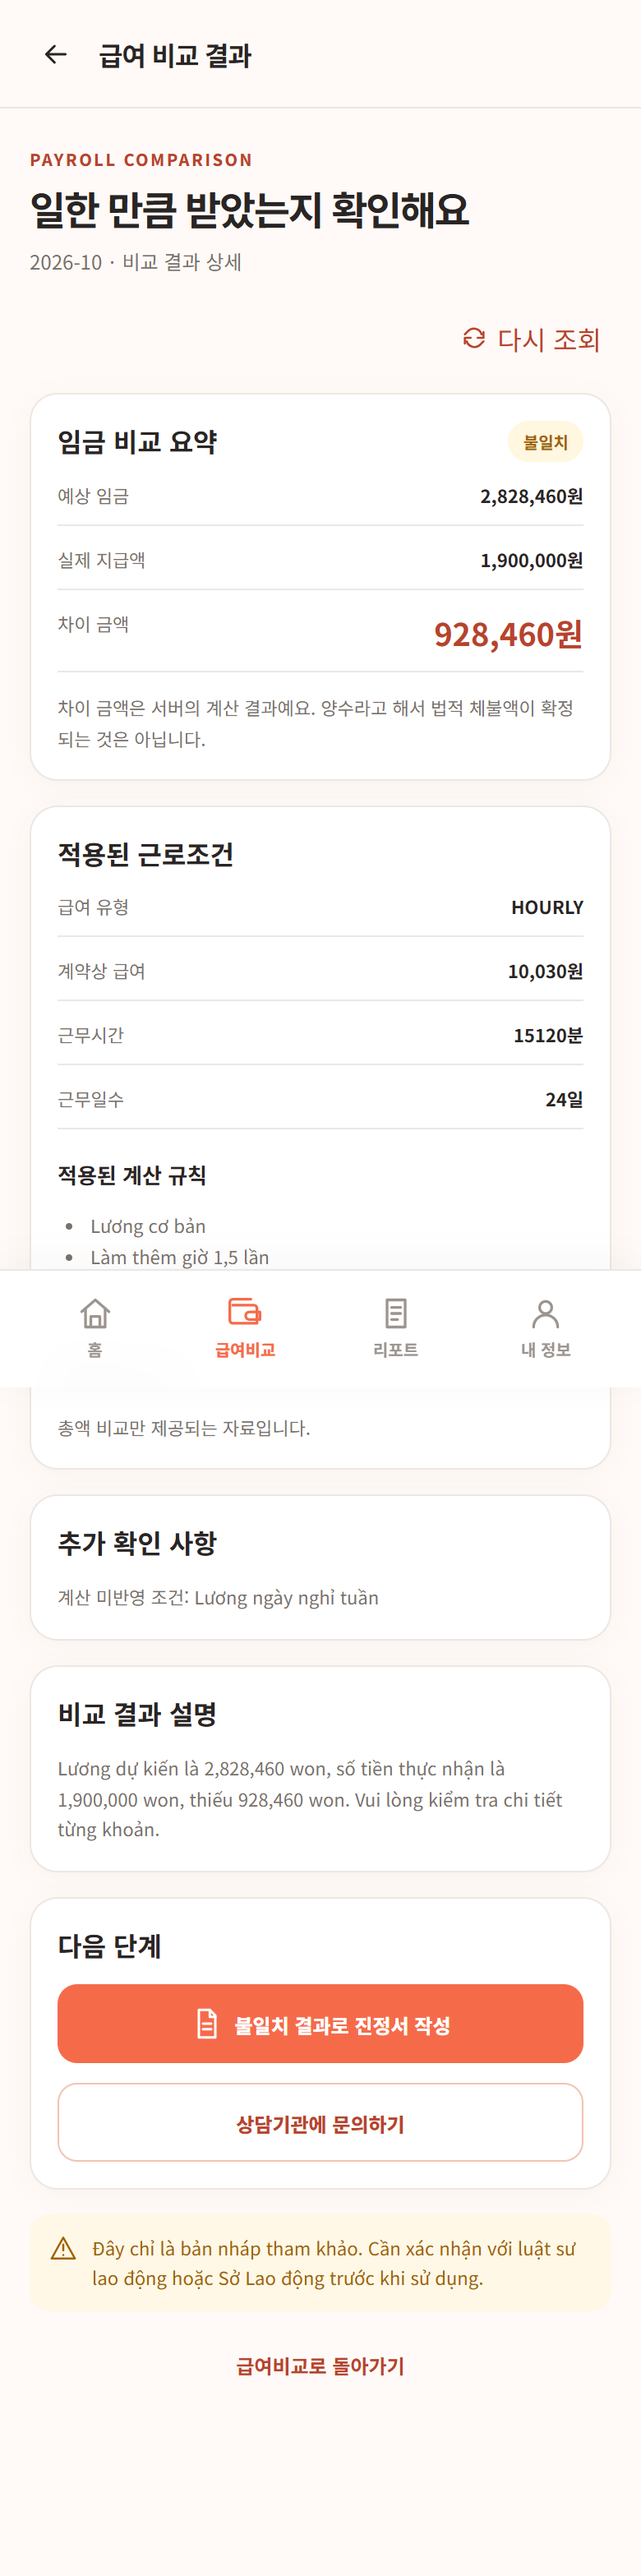 급여 비교 결과
PAYROLL COMPARISON
일한 만큼 받았는지 확인해요
2026-10 · 비교 결과 상세
다시 조회
임금 비교 요약
불일치
예상 임금
2,828,460원
실제 지급액
1,900,000원
차이 금액
928,460원
차이 금액은 서버의 계산 결과예요. 양수라고 해서 법적 체불액이 확정
되는 것은 아닙니다.
적용된 근로조건
급여 유형
HOURLY
계약상 급여
10,030원
근무시간
15120분
근무일수
24일
적용된 계산 규칙
• Lương cơ bản
• Làm thêm giờ 1,5 lần
홈
급여비교
리포트
내 정보
총액 비교만 제공되는 자료입니다.
추가 확인 사항
계산 미반영 조건: Lương ngày nghỉ tuần
비교 결과 설명
Lương dự kiến là 2,828,460 won, số tiền thực nhận là
1,900,000 won, thiếu 928,460 won. Vui lòng kiểm tra chi tiết
từng khoản.
다음 단계
불일치 결과로 진정서 작성
상담기관에 문의하기
Đây chỉ là bản nháp tham khảo. Cần xác nhận với luật sư
lao động hoặc Sở Lao động trước khi sử dụng.
급여비교로 돌아가기